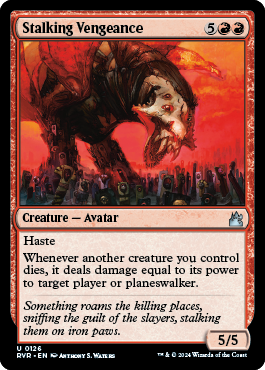 Stalking Vengeance 5
Creature — Avatar
Haste
Whenever another creature you control
dies, it deals damage equal to its power
to target player or planeswalker.
Something roams the killing places,
sniffing the guilt of the slayers, stalking
them on iron paws.
5/5
U 0126
RVR • EN Anthony S. Waters
™ & © 2024 Wizards of the Coast